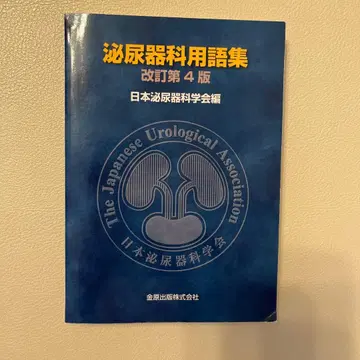 泌尿器科用語集
改訂第4版
日本泌尿器科学会編
The Japanese Urological Association
日本泌尿器科学会
金原出版株式会社